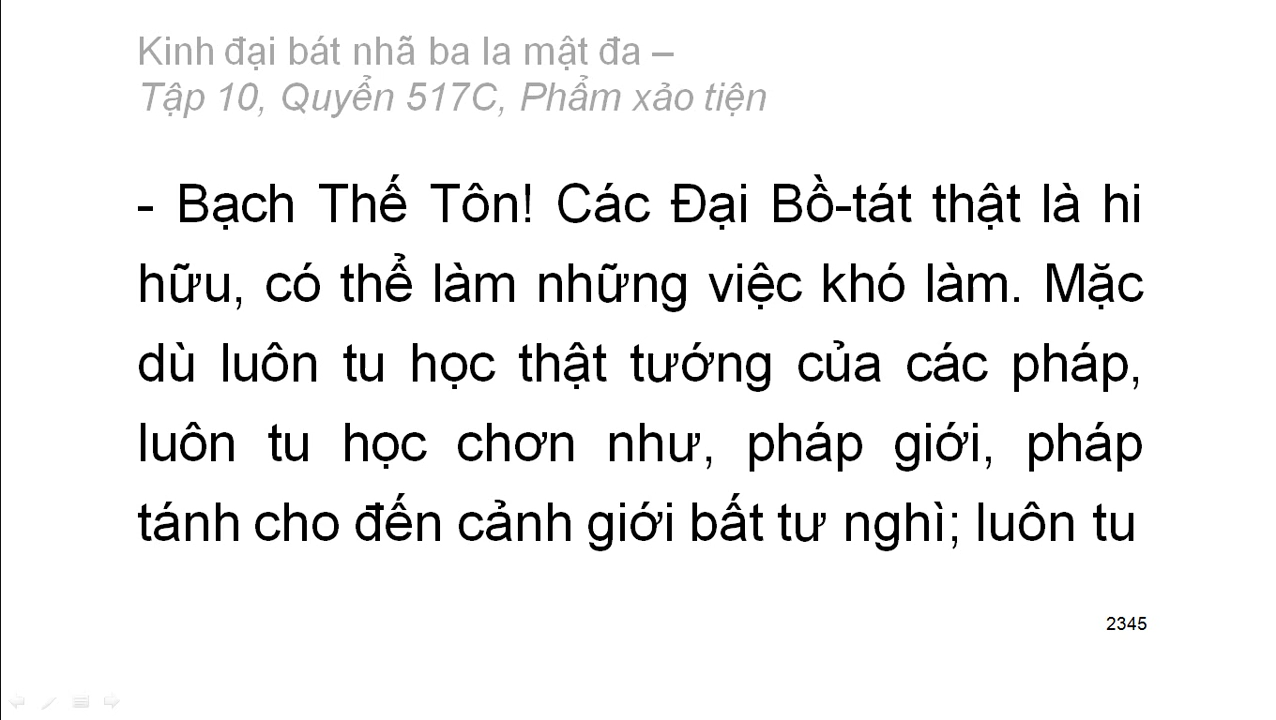 Kinh đại bát nhã ba la mật đa –
Tập 10, Quyển 517C, Phẩm xảo tiện
- Bạch Thế Tôn! Các Đại Bồ-tát thật là hi
hữu, có thể làm những việc khó làm. Mặc
dù luôn tu học thật tướng của các pháp,
luôn tu học chơn như, pháp giới, pháp
tánh cho đến cảnh giới bất tư nghì; luôn tu
2345